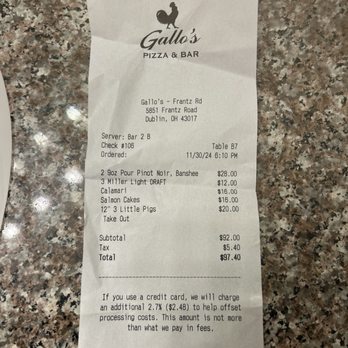 Gallo's
PIZZA & BAR
Gallo's - Frantz Rd
5851 Frantz Road
Dublin, OH 43017
Server: Bar 2 B
Check #106 Table B7
Ordered: 11/30/24 6:10 PM
2 9oz Pour Pinot Noir, Banshee $28.00
3 Miller Light DRAFT $12.00
Calamari $16.00
Salmon Cakes $16.00
12" 3 Little Pigs $20.00
Take Out
Subtotal $92.00
Tax $5.40
Total $97.40
If you use a credit card, we will charge
an additional 2.7% ($2.48) to help offset
processing costs. This amount is not more
than what we pay in fees.